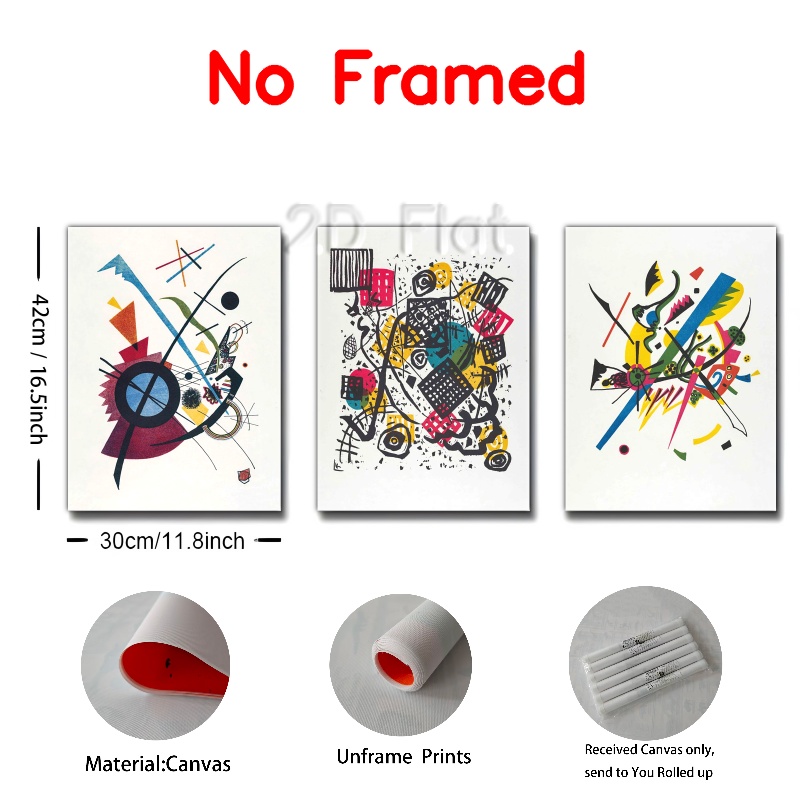 No Framed
2D Flat.
42cm / 16.5inch
30cm/11.8inch
Material:Canvas
Unframe Prints
Received Canvas only,
send to You Rolled up